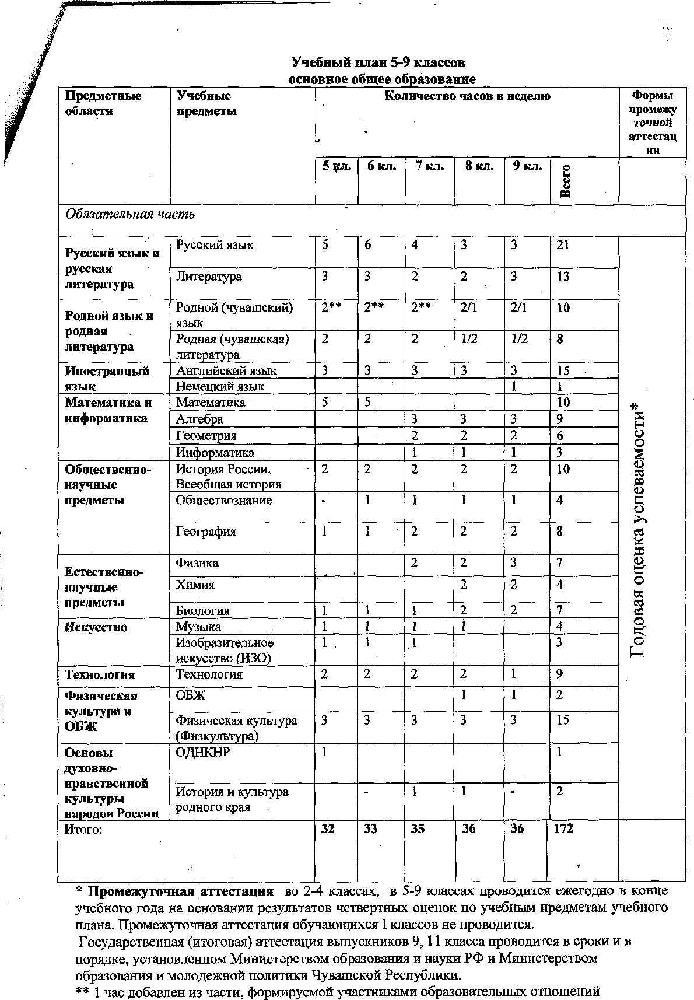 Учебный план 5-9 классов
основное общее образование
Предметные области | Учебные предметы | Количество часов в неделю | Формы промежу точной аттестац ии
5 кл. | 6 кл. | 7 кл. | 8 кл. | 9 кл. | Всего
Обязательная часть
Русский язык и русская литература | Русский язык | 5 | 6 | 4 | 3 | 3 | 21 | Годовая оценка успеваемости*
Литература | 3 | 3 | 2 | 2 | 3 | 13
Родной язык и родная литература | Родной (чувашский) язык | 2** | 2** | 2** | 2/1 | 2/1 | 10
Родная (чувашская) литература | 2 | 2 | 2 | 1/2 | 1/2 | 8
Иностранный язык | Английский язык | 3 | 3 | 3 | 3 | 3 | 15
Немецкий язык | 1 | 1
Математика и информатика | Математика | 5 | 5 | 10
Алгебра | 3 | 3 | 3 | 9
Геометрия | 2 | 2 | 2 | 6
Информатика | 1 | 1 | 1 | 3
Общественно-научные предметы | История России. Всеобщая история | 2 | 2 | 2 | 2 | 2 | 10
Обществознание | - | 1 | 1 | 1 | 1 | 4
География | 1 | 1 | 2 | 2 | 2 | 8
Естественно-научные предметы | Физика | 2 | 2 | 3 | 7
Химия | 2 | 2 | 4
Биология | 1 | 1 | 1 | 2 | 2 | 7
Искусство | Музыка | 1 | 1 | 1 | 1 | 4
Изобразительное искусство (ИЗО) | 1 | 1 | 1 | 3
Технология | Технология | 2 | 2 | 2 | 2 | 1 | 9
Физическая культура и ОБЖ | ОБЖ | 1 | 1 | 2
Физическая культура (Физкультура) | 3 | 3 | 3 | 3 | 3 | 15
Основы духовно-нравственной культуры народов России | ОДНКНР | 1 | 1
История и культура родного края | - | 1 | 1 | - | 2
Итого: | 32 | 33 | 35 | 36 | 36 | 172
* Промежуточная аттестация во 2-4 классах, в 5-9 классах проводится ежегодно в конце
учебного года на основании результатов четвертных оценок по учебным предметам учебного
плана. Промежуточная аттестация обучающихся I классов не проводится.
Государственная (итоговая) аттестация выпускников 9, 11 класса проводится в сроки и в
порядке, установленном Министерством образования и науки РФ и Министерством
образования и молодежной политики Чувашской Республики.
** 1 час добавлен из части, формируемой участниками образовательных отношений